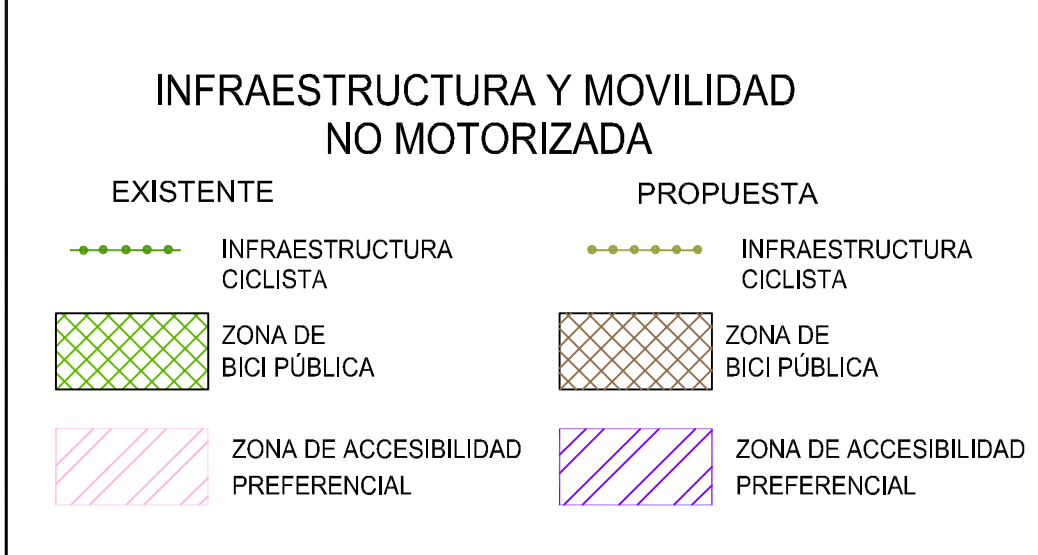 INFRAESTRUCTURA Y MOVILIDAD
NO MOTORIZADA
EXISTENTE
INFRAESTRUCTURA
CICLISTA
ZONA DE
BICI PÚBLICA
ZONA DE ACCESIBILIDAD
PREFERENCIAL
PROPUESTA
INFRAESTRUCTURA
CICLISTA
ZONA DE
BICI PÚBLICA
ZONA DE ACCESIBILIDAD
PREFERENCIAL